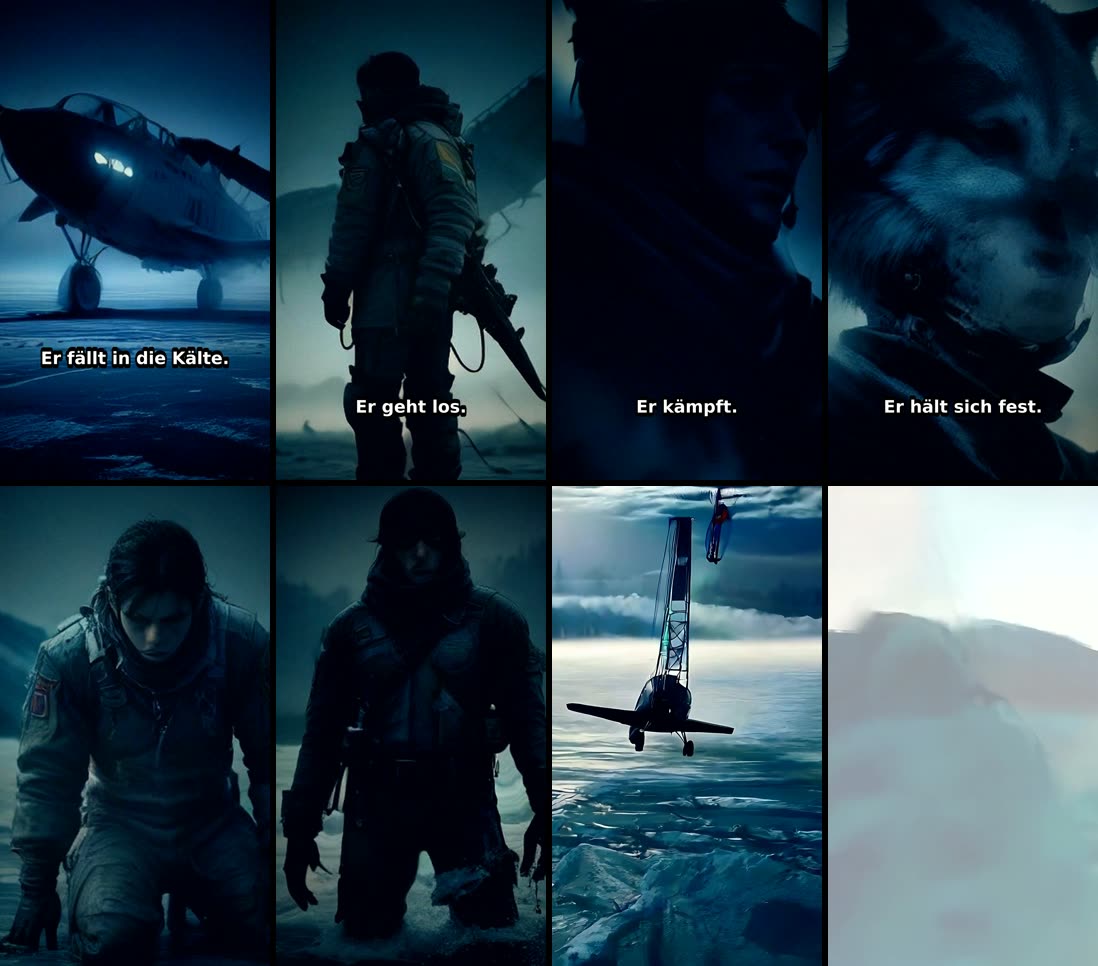 Er fällt in die Kälte.
Er geht los.
Er kämpft.
Er hält sich fest.